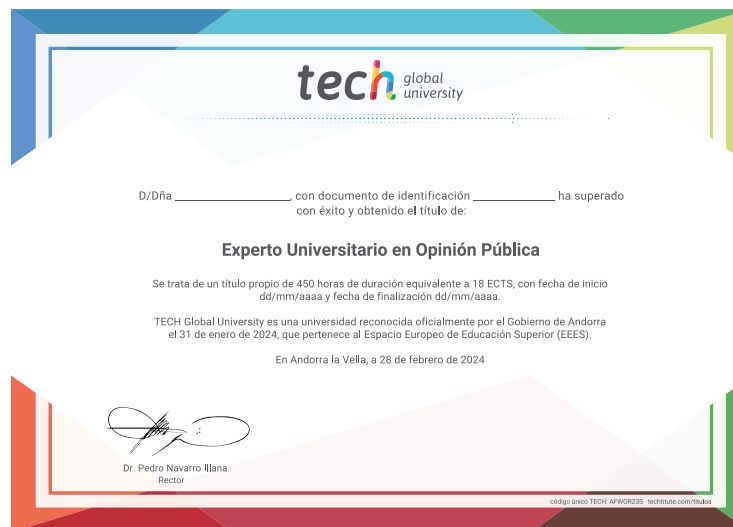 tech global
university
D/Dña ____________________, con documento de identificación ______________ ha superado
con éxito y obtenido el título de:
Experto Universitario en Opinión Pública
Se trata de un título propio de 450 horas de duración equivalente a 18 ECTS, con fecha de inicio
dd/mm/aaaa y fecha de finalización dd/mm/aaaa.
TECH Global University es una universidad reconocida oficialmente por el Gobierno de Andorra
el 31 de enero de 2024, que pertenece al Espacio Europeo de Educación Superior (EEES).
En Andorra la Vella, a 28 de febrero de 2024
Dr. Pedro Navarro Illana
Rector
código único TECH: AFWOR23S techtitute.com/titulos